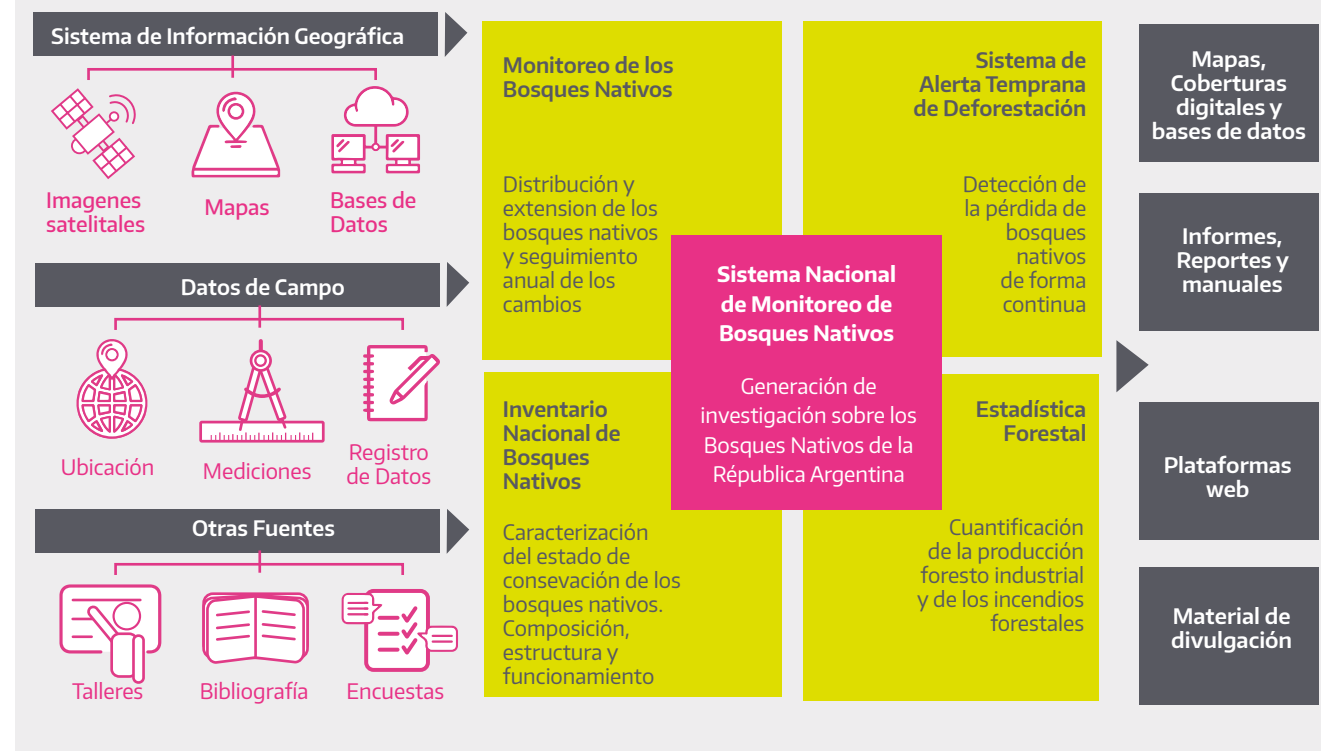 Sistema de Información Geográfica
Imagenes
satelitales
Mapas
Bases de
Datos
Datos de Campo
Ubicación
Mediciones
Registro
de Datos
Otras Fuentes
Talleres
Bibliografía
Encuestas
Monitoreo de los
Bosques Nativos
Distribución y
extension de los
bosques nativos
y seguimiento
anual de los
cambios
Sistema de
Alerta Temprana
de Deforestación
Detección de
la pérdida de
bosques
nativos
de forma
continua
Sistema Nacional
de Monitoreo de
Bosques Nativos
Generación de
investigación sobre los
Bosques Nativos de la
Républica Argentina
Inventario
Nacional de
Bosques
Nativos
Caracterización
del estado de
consevación de los
bosques nativos.
Composición,
estructura y
funcionamiento
Estadística
Forestal
Cuantificación
de la producción
foresto industrial
y de los incendios
forestales
Mapas,
Coberturas
digitales y
bases de datos
Informes,
Reportes y
manuales
Plataformas
web
Material de
divulgación